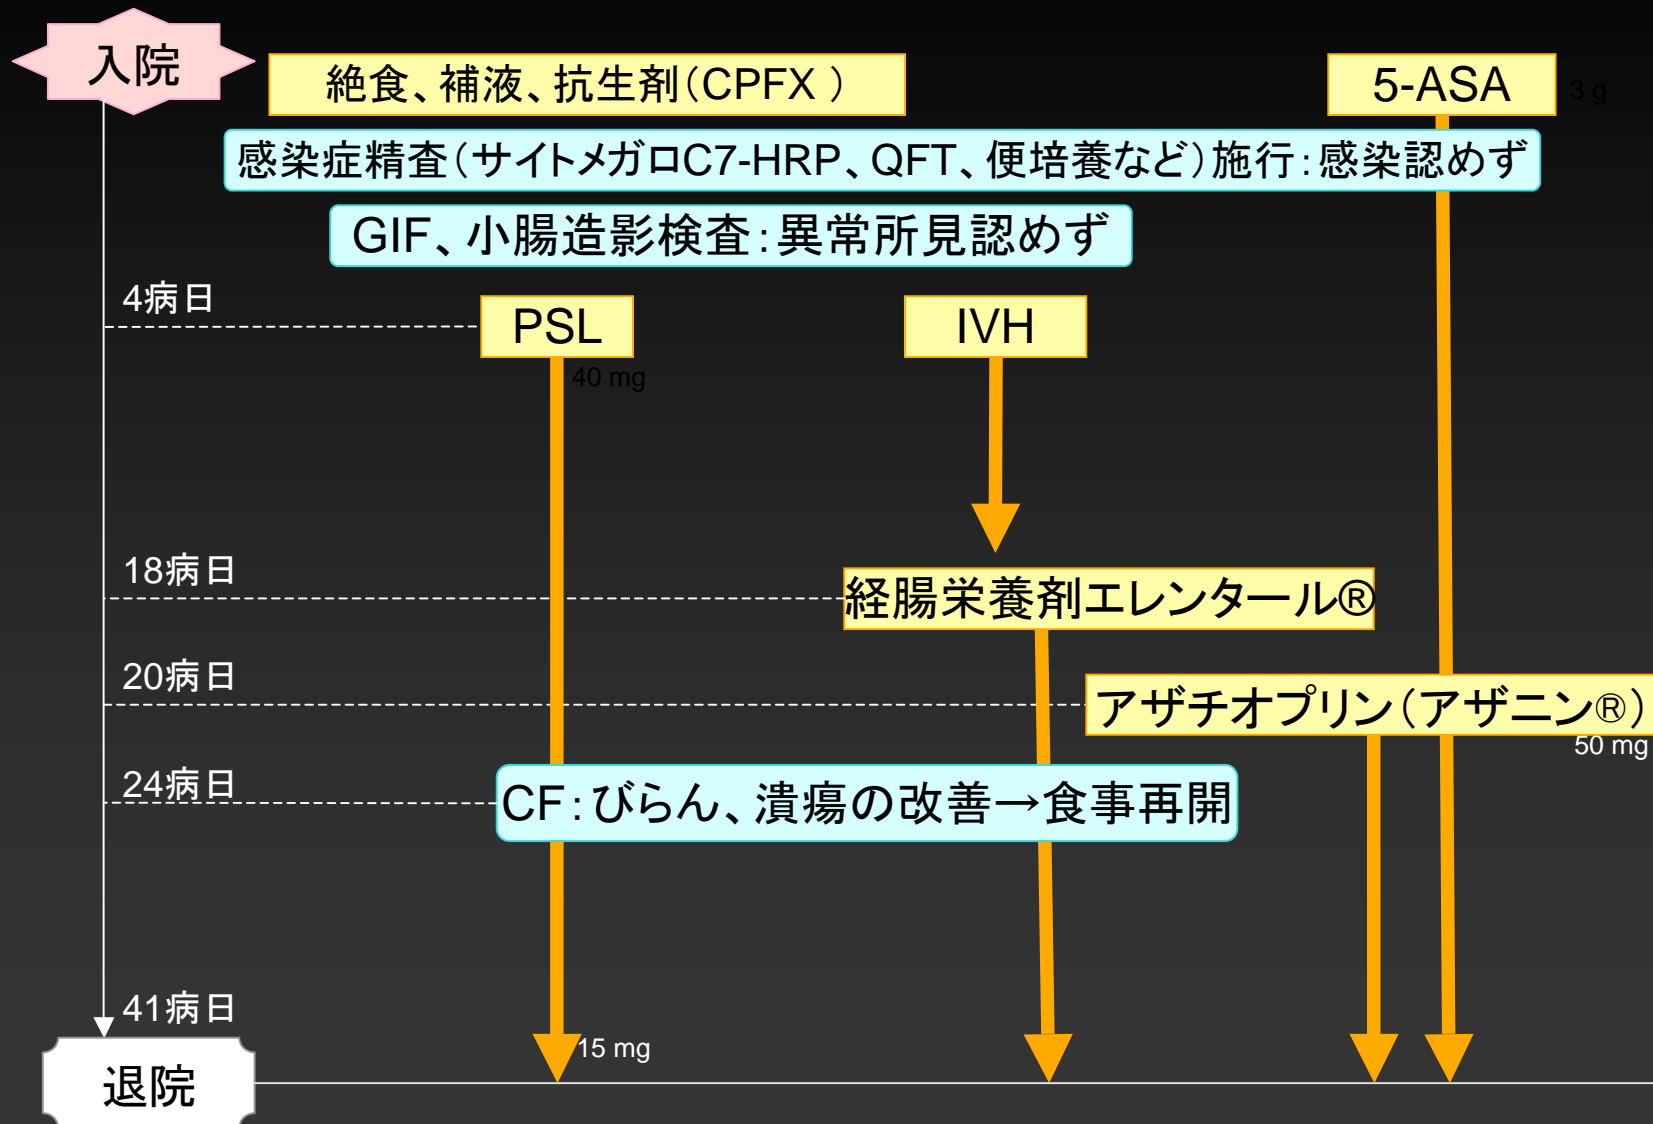 入院
絶食、補液、抗生剤(CPFX )
5-ASA
3 g
感染症精査(サイトメガロC7-HRP、QFT、便培養など)施行:感染認めず
GIF、小腸造影検査:異常所見認めず
4病日
PSL
IVH
40 mg
18病日
経腸栄養剤エレンタール®
20病日
アザチオプリン(アザニン®)
50 mg
24病日
CF:びらん、潰瘍の改善→食事再開
41病日
15 mg
退院